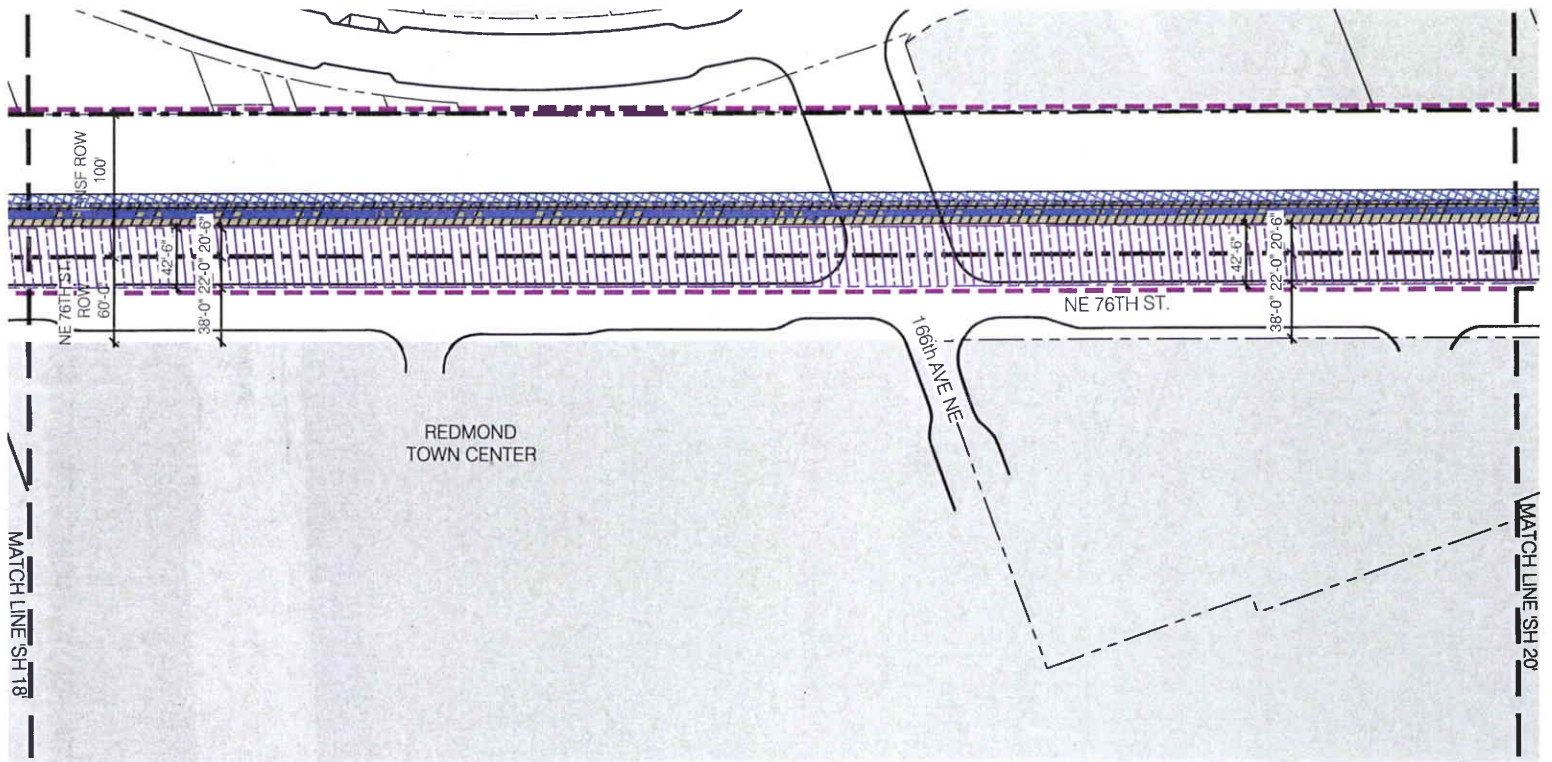 NSF ROW
100'
NE 76TH ST.
ROW
60'-0"
42'-6"
20'-6"
22'-0"
38'-0"
42'-6"
20'-6"
22'-0"
38'-0"
NE 76TH ST.
166th AVE NE
REDMOND
TOWN CENTER
MATCH LINE 'SH 18'
MATCH LINE 'SH 20'